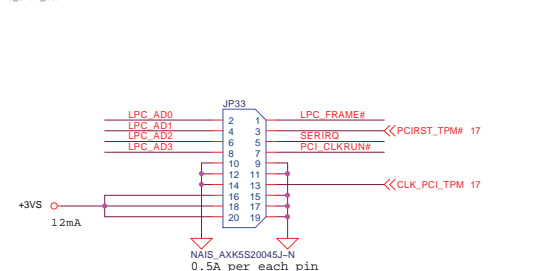 JP33
LPC_AD0 2 1 LPC_FRAME#
LPC_AD1 4 3 PCIRST_TPM# 17
LPC_AD2 6 5 SERIRQ
LPC_AD3 8 7 PCI_CLKRUN#
10 9
12 11
14 13 CLK_PCI_TPM 17
16 15
+3VS 18 17
12mA 20 19
NAIS_AXK5S20045J-N
0.5A per each pin